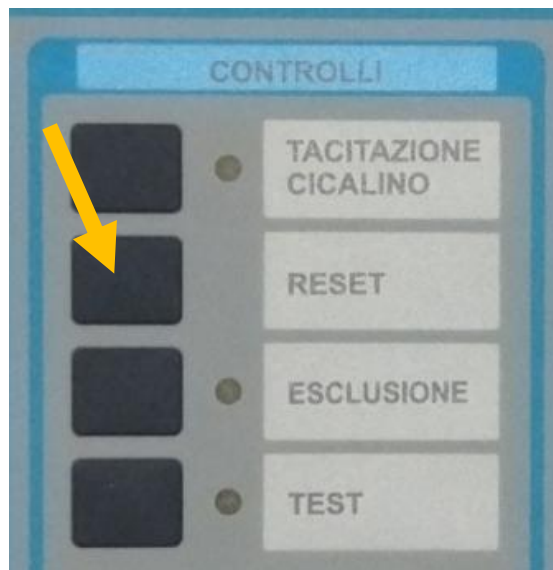 CONTROLLI
TACITAZIONE
CICALINO
RESET
ESCLUSIONE
TEST